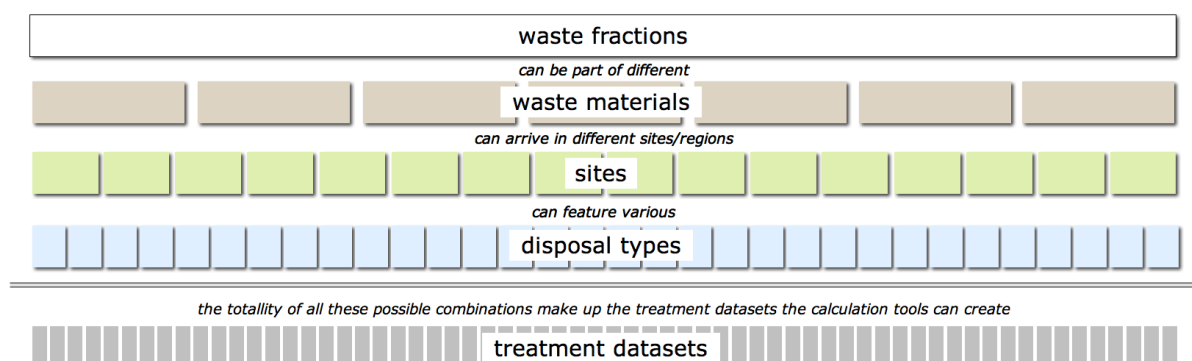 waste fractions
can be part of different
waste materials
can arrive in different sites/regions
sites
can feature various
disposal types
the totallity of all these possible combinations make up the treatment datasets the calculation tools can create
treatment datasets